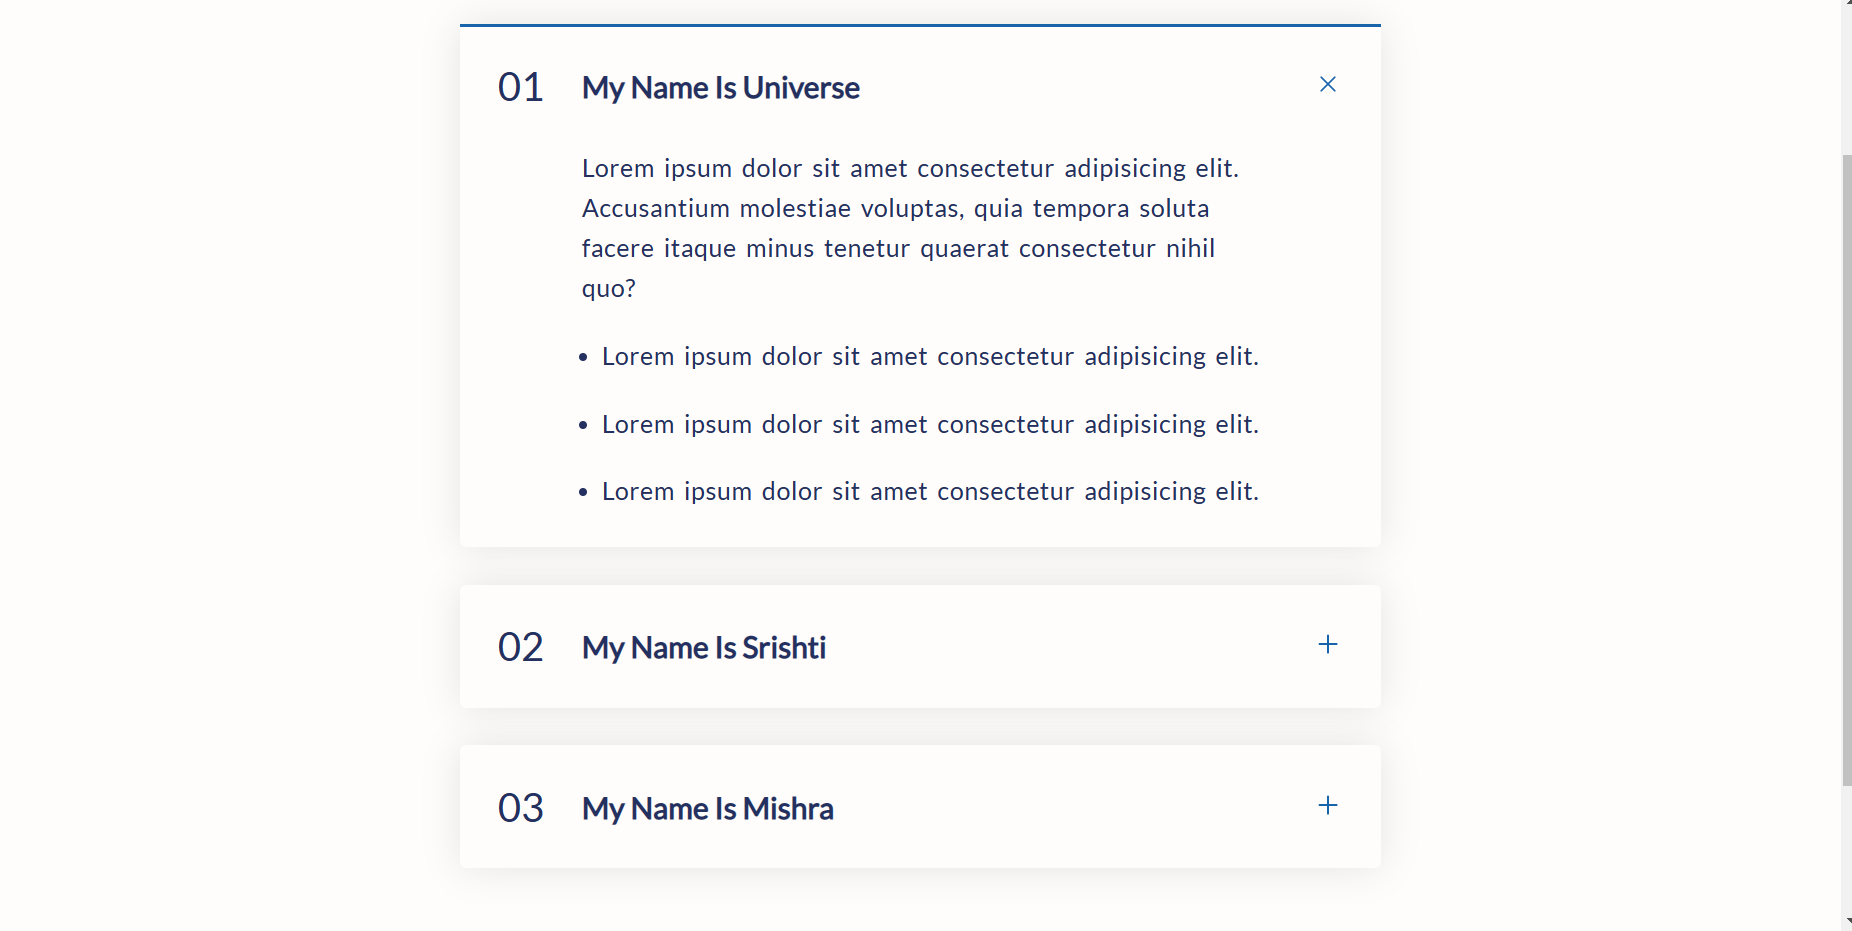 01 My Name Is Universe
Lorem ipsum dolor sit amet consectetur adipisicing elit.
Accusantium molestiae voluptas, quia tempora soluta
facere itaque minus tenetur quaerat consectetur nihil
quo?
• Lorem ipsum dolor sit amet consectetur adipisicing elit.
• Lorem ipsum dolor sit amet consectetur adipisicing elit.
• Lorem ipsum dolor sit amet consectetur adipisicing elit.
02 My Name Is Srishti
03 My Name Is Mishra